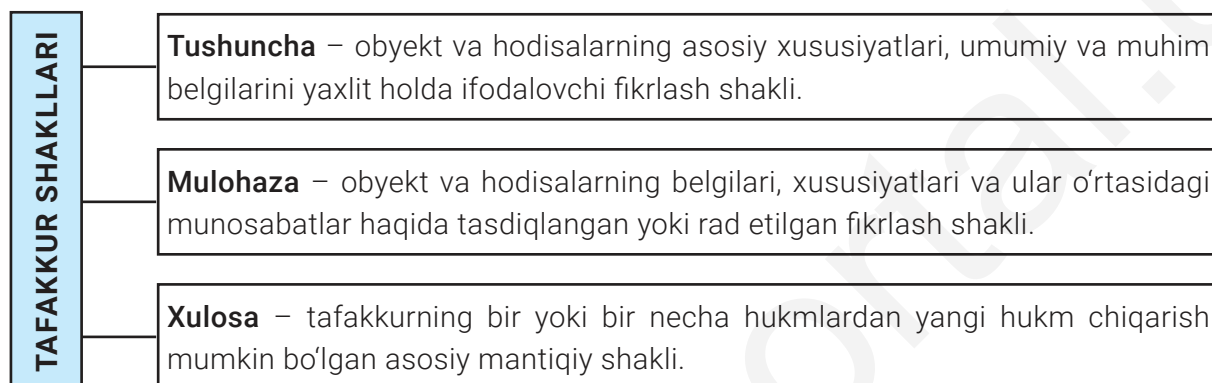 TAFAKKUR SHAKLLARI
Tushuncha – obyekt va hodisalarning asosiy xususiyatlari, umumiy va muhim
belgilarini yaxlit holda ifodalovchi fikrlash shakli.
Mulohaza – obyekt va hodisalarning belgilari, xususiyatlari va ular o‘rtasidagi
munosabatlar haqida tasdiqlangan yoki rad etilgan fikrlash shakli.
Xulosa – tafakkurning bir yoki bir necha hukmlardan yangi hukm chiqarish
mumkin bo‘lgan asosiy mantiqiy shakli.